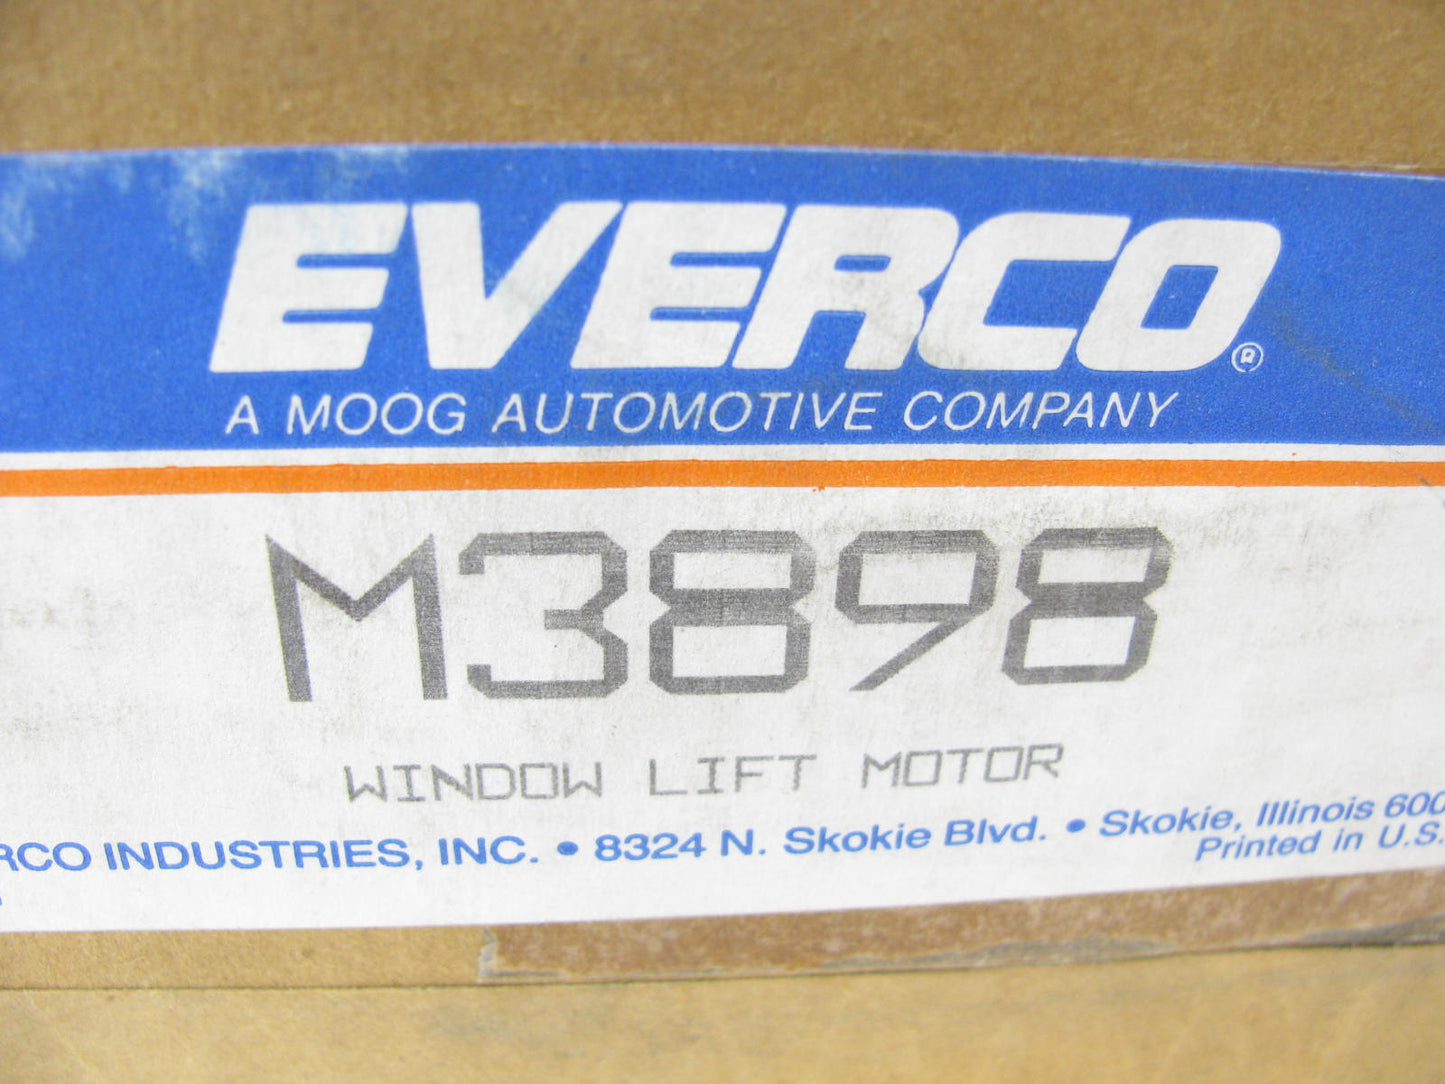 EVERCO®
A MOOG AUTOMOTIVE COMPANY
M3898
WINDOW LIFT MOTOR
RCO INDUSTRIES, INC. • 8324 N. Skokie Blvd. • Skokie, Illinois 600
Printed in U.S.